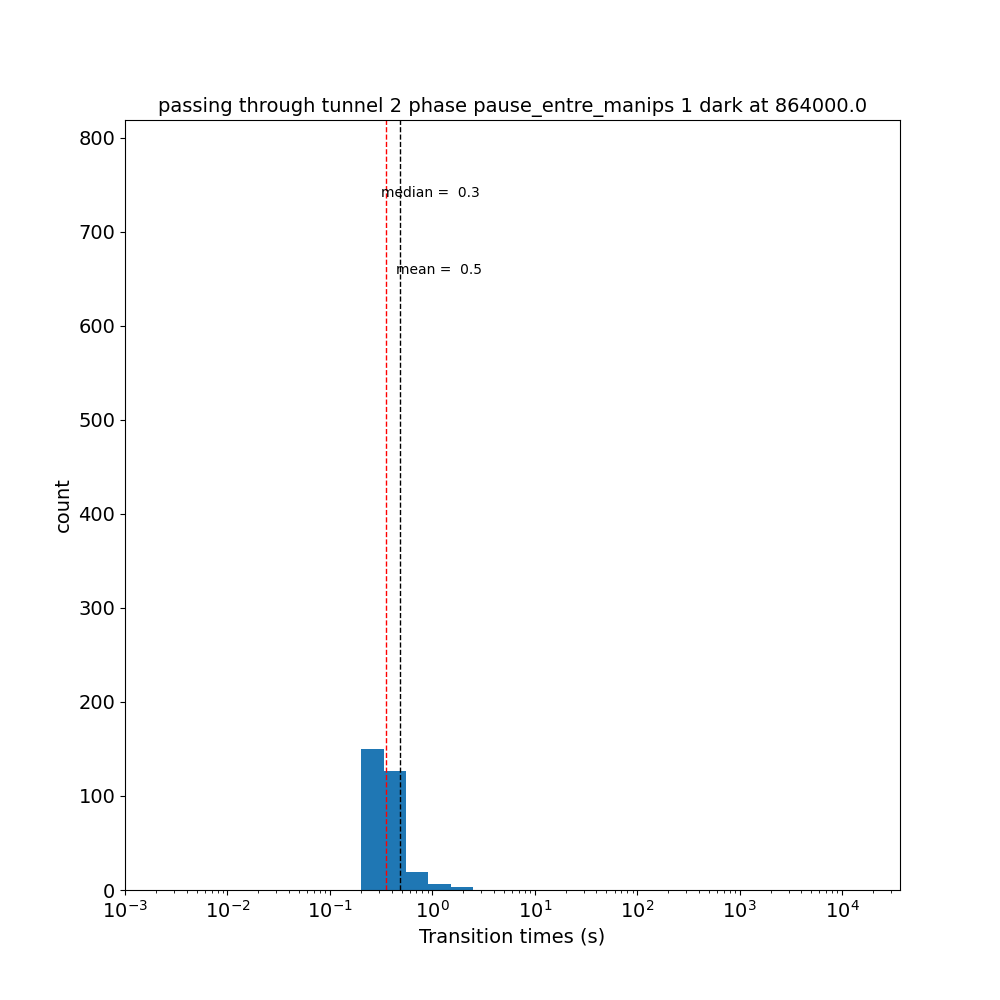 passing through tunnel 2 phase pause_entre_manips 1 dark at 864000.0
800
median =  0.3
700
mean =  0.5
600
500
count
400
300
200
100
0
10⁻³ 10⁻² 10⁻¹ 10⁰ 10¹ 10² 10³ 10⁴
Transition times (s)